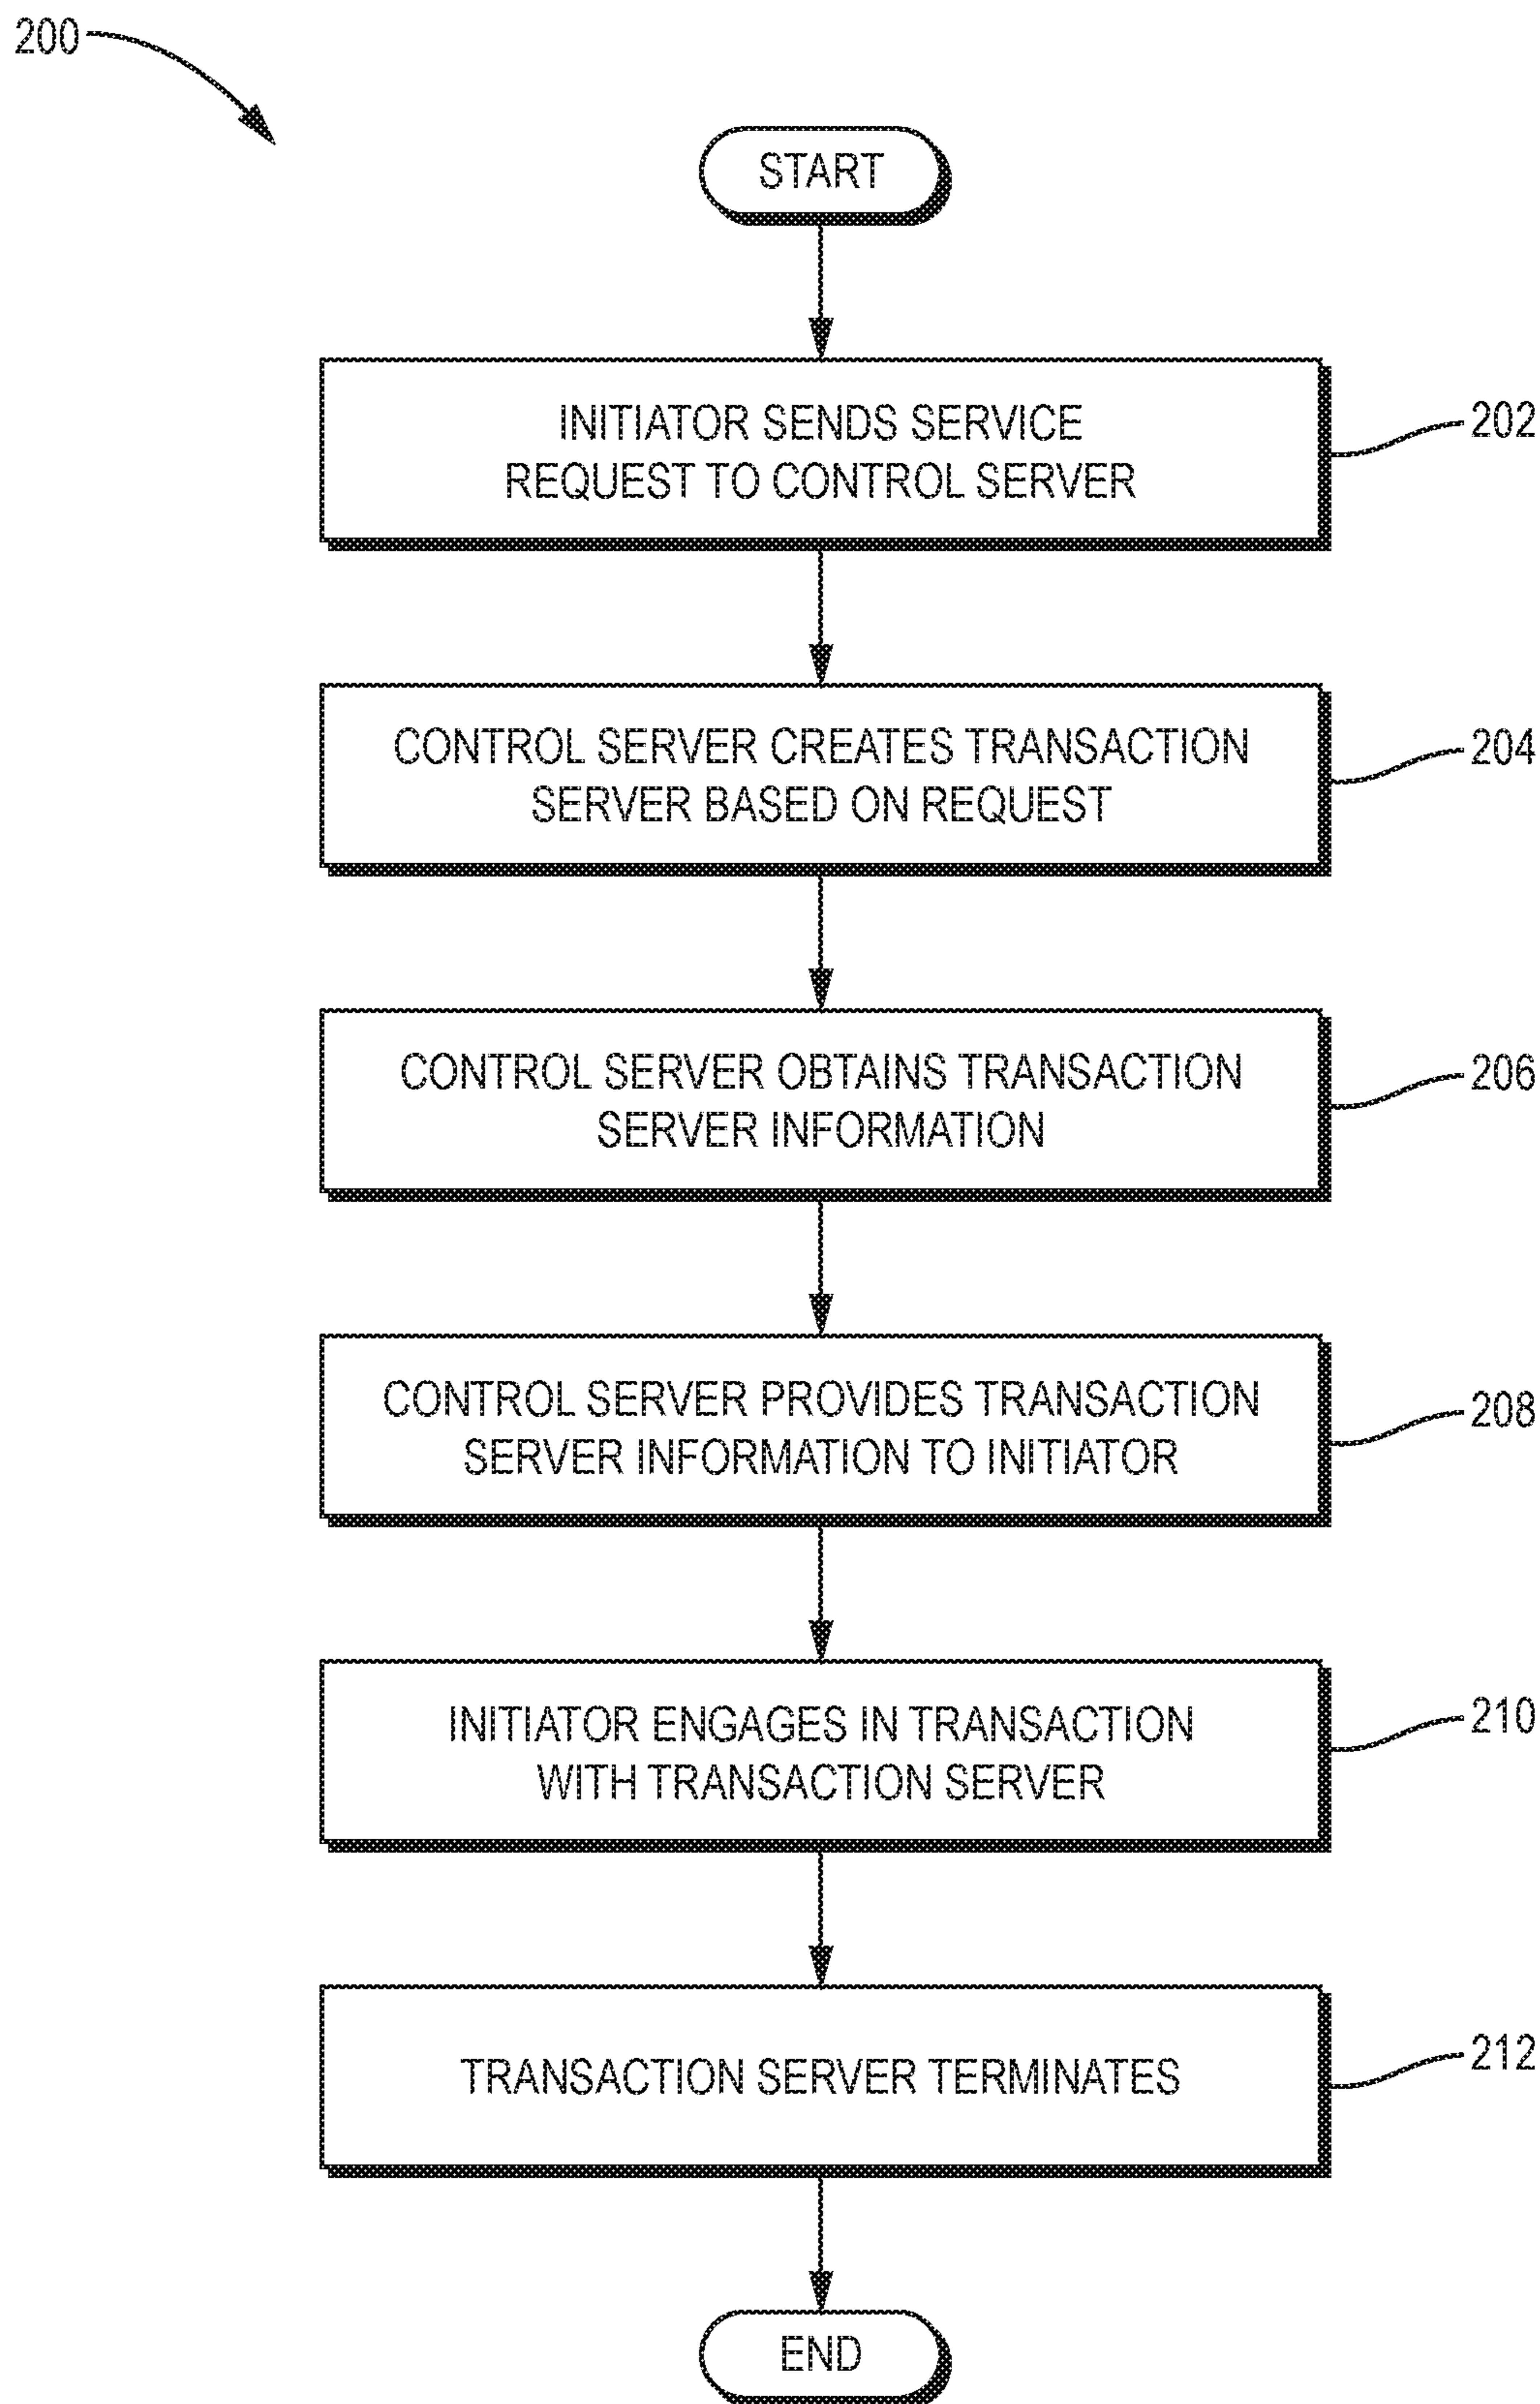 200
START
INITIATOR SENDS SERVICE
REQUEST TO CONTROL SERVER
202
CONTROL SERVER CREATES TRANSACTION
SERVER BASED ON REQUEST
204
CONTROL SERVER OBTAINS TRANSACTION
SERVER INFORMATION
206
CONTROL SERVER PROVIDES TRANSACTION
SERVER INFORMATION TO INITIATOR
208
INITIATOR ENGAGES IN TRANSACTION
WITH TRANSACTION SERVER
210
TRANSACTION SERVER TERMINATES
212
END